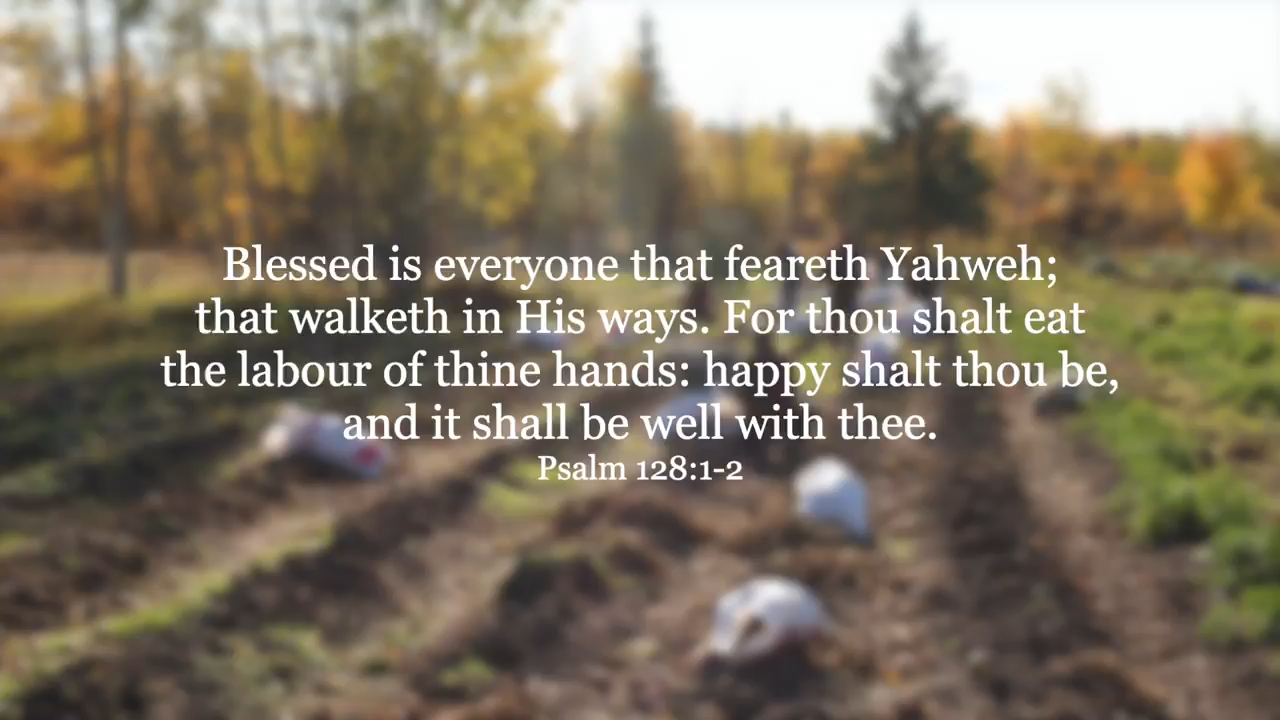 Blessed is everyone that feareth Yahweh;
that walketh in His ways. For thou shalt eat
the labour of thine hands: happy shalt thou be,
and it shall be well with thee.
Psalm 128:1-2